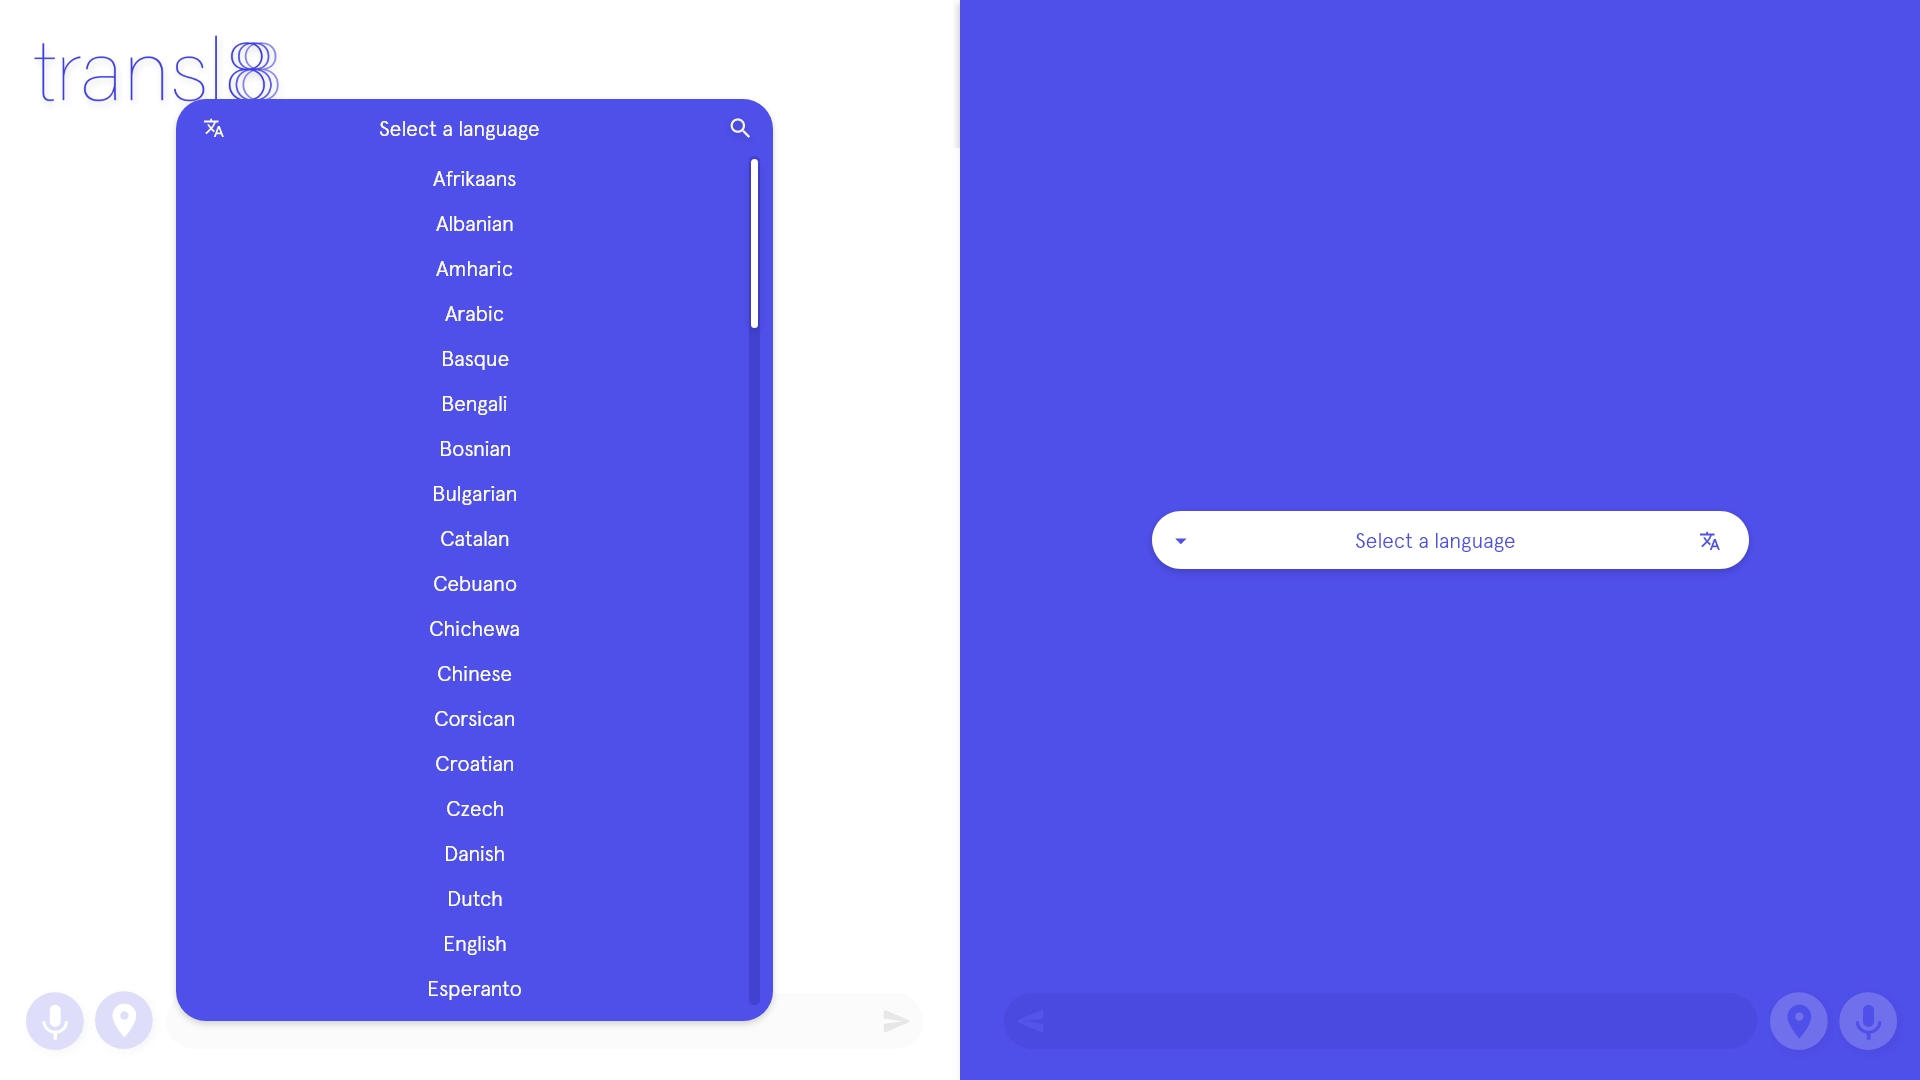 transl8
Select a language
Afrikaans
Albanian
Amharic
Arabic
Basque
Bengali
Bosnian
Bulgarian
Catalan
Cebuano
Chichewa
Chinese
Corsican
Croatian
Czech
Danish
Dutch
English
Esperanto
Select a language